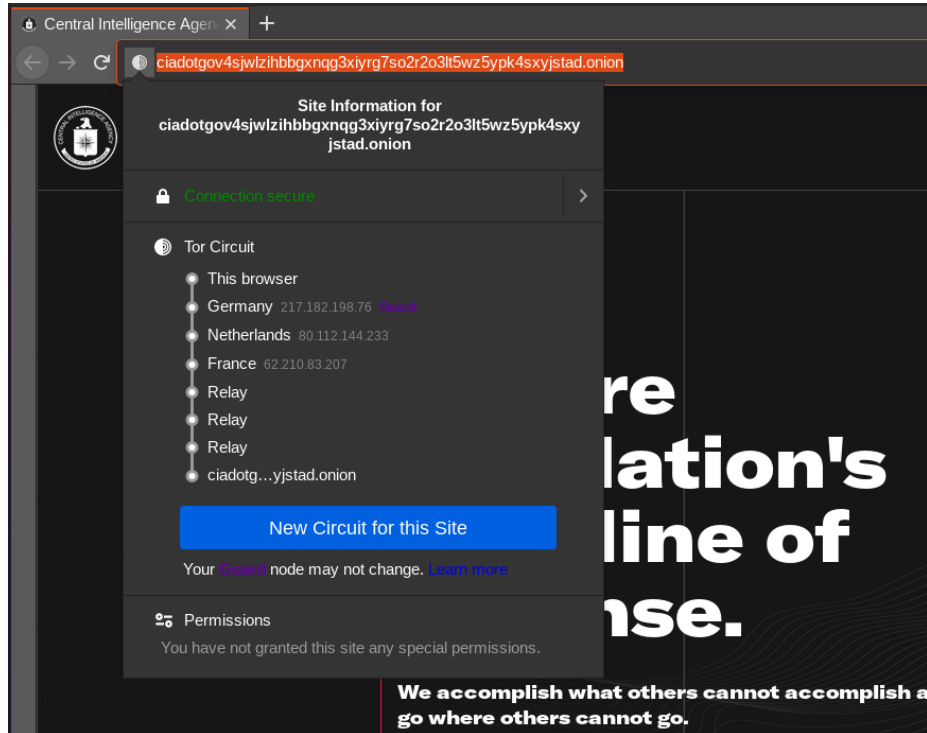 Central Intelligence Agen
ciadotgov4sjwlzihbbgxnqg3xiyrg7so2r2o3lt5wz5ypk4sxyjstad.onion
Site Information for
ciadotgov4sjwlzihbbgxnqg3xiyrg7so2r2o3lt5wz5ypk4sxy
jstad.onion
Connection secure
Tor Circuit
This browser
Germany 217.182.198.76 Guard
Netherlands 80.112.144.233
France 62.210.83.207
Relay
Relay
Relay
ciadotg…yjstad.onion
New Circuit for this Site
Your Guard node may not change. Learn more
Permissions
You have not granted this site any special permissions.
re
lation's
line of
nse.
We accomplish what others cannot accomplish a
go where others cannot go.